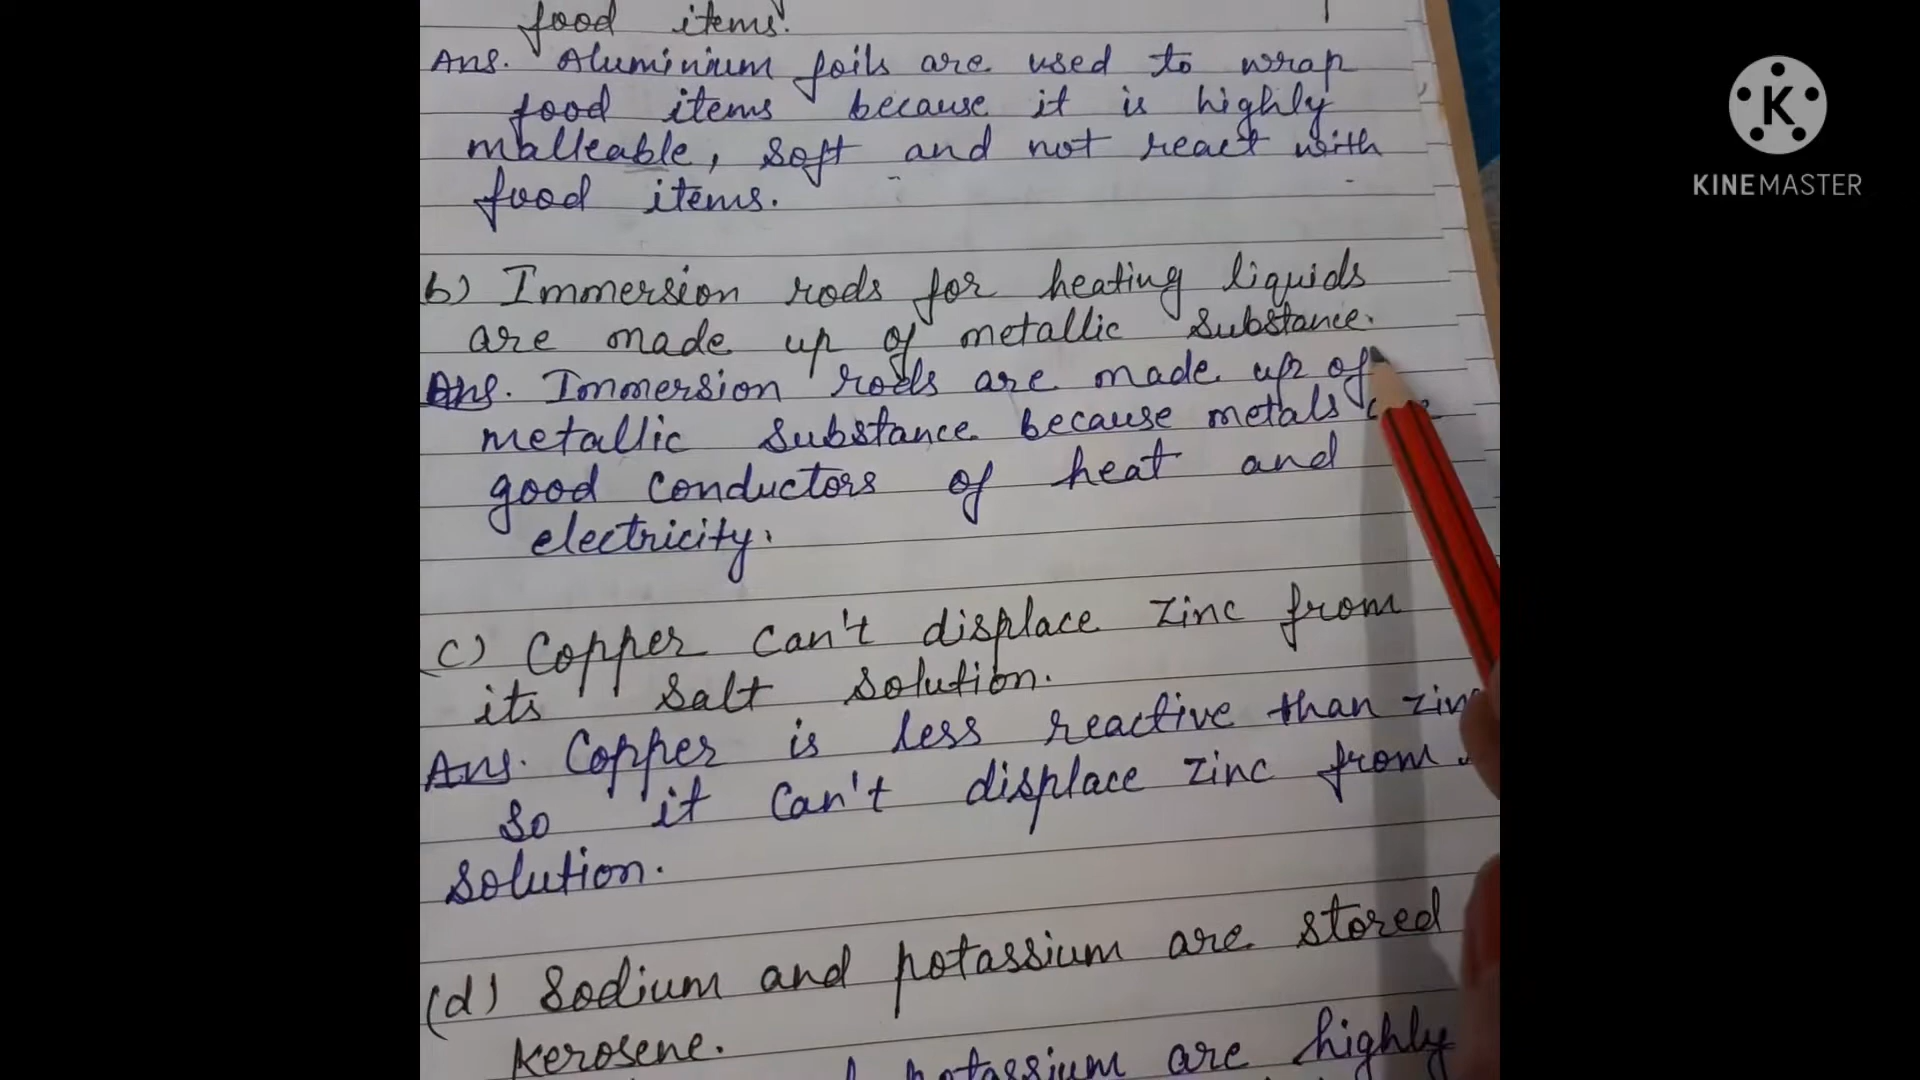 food items.
Ans. Aluminium foils are used to wrap
food items because it is highly
malleable, soft and not react with
food items.
b) Immersion rods for heating liquids
are made up of metallic substance.
Ans. Immersion rods are made up of
metallic substance because metals
good conductors of heat and
electricity.
(c) Copper can't displace zinc from
its salt solution.
Ans. Copper is less reactive than
so it can't displace zinc from
solution.
(d) Sodium and potassium are stored
kerosene.
potassium are highly
K
KINEMASTER